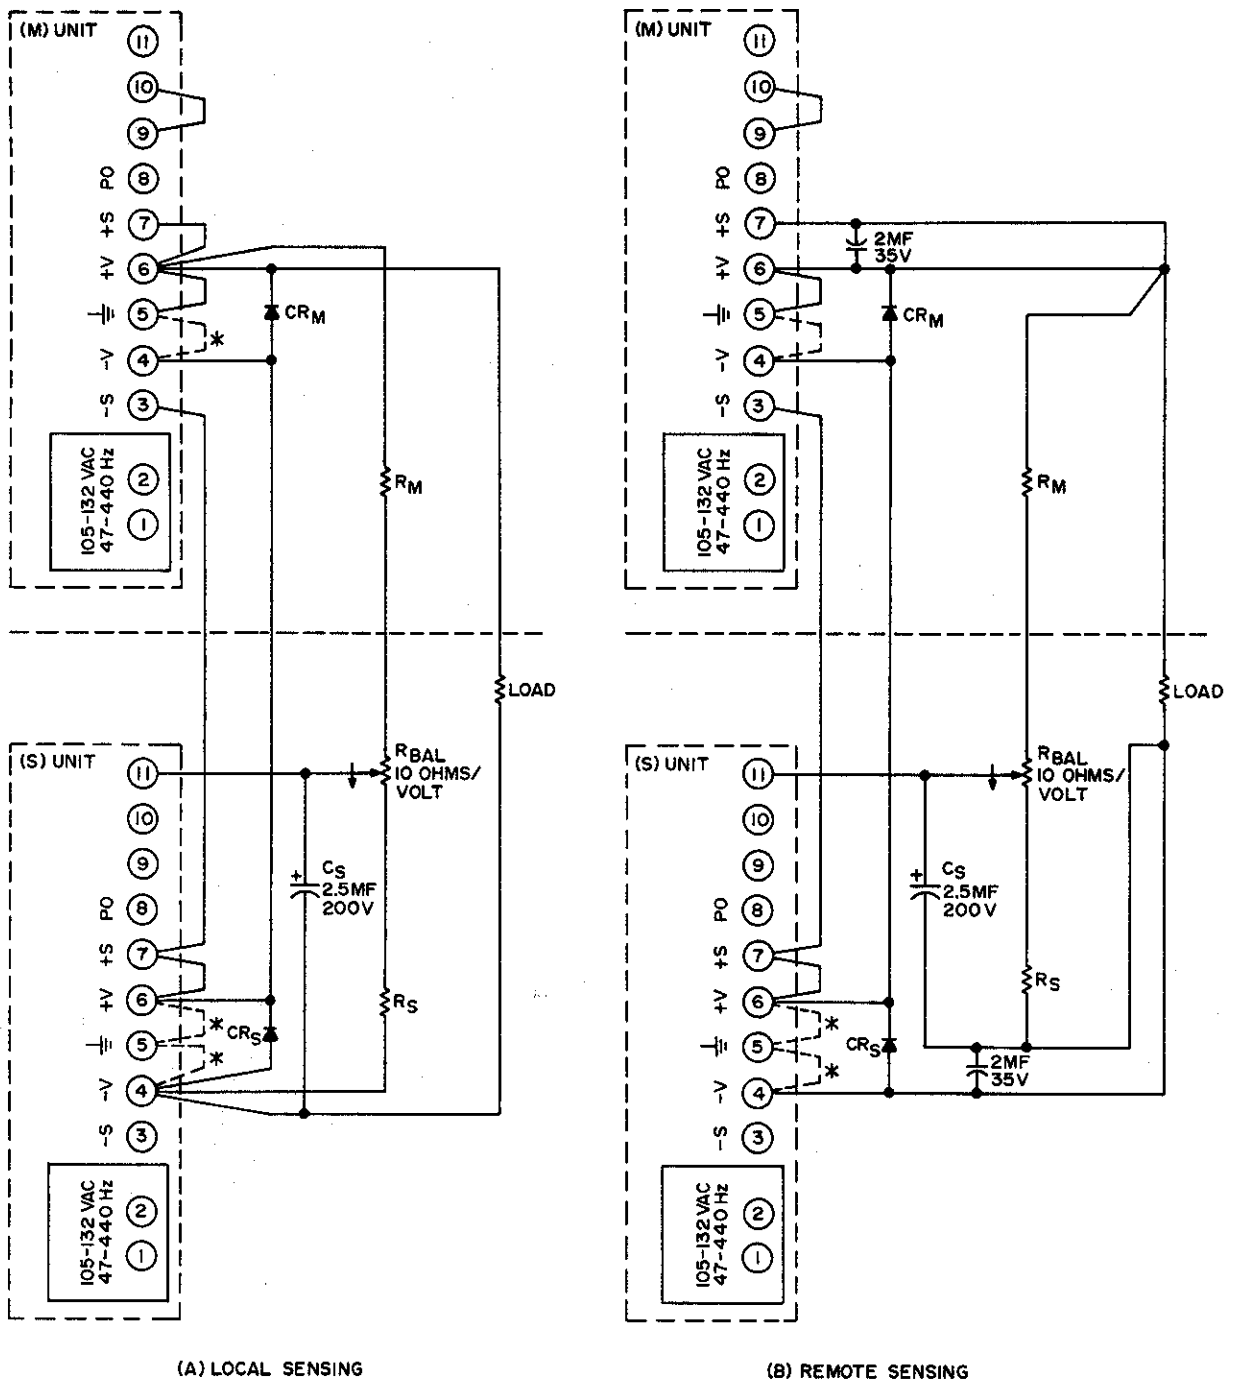 (M) UNIT
11
10
9
PO 8
+S 7
+V 6
5
CRM
*
-V 4
-S 3
105-132 VAC
47-440 Hz
2
1
RM
LOAD
(S) UNIT
11
RBAL
10 OHMS/
VOLT
10
9
+ CS
2.5MF
200V
PO 8
+S 7
+V 6
RS
*
CRS
5
*
-V 4
-S 3
105-132 VAC
47-440 Hz
2
1
(A) LOCAL SENSING
(M) UNIT
11
10
9
PO 8
+S 7
2MF
35V
+V 6
5
CRM
-V 4
-S 3
105-132 VAC
47-440 Hz
2
1
RM
LOAD
(S) UNIT
11
RBAL
10 OHMS/
VOLT
10
9
+ CS
2.5MF
200V
PO 8
+S 7
RS
+V 6
*
5
CRS
*
2MF
35V
-V 4
-S 3
105-132 VAC
47-440 Hz
2
1
(B) REMOTE SENSING